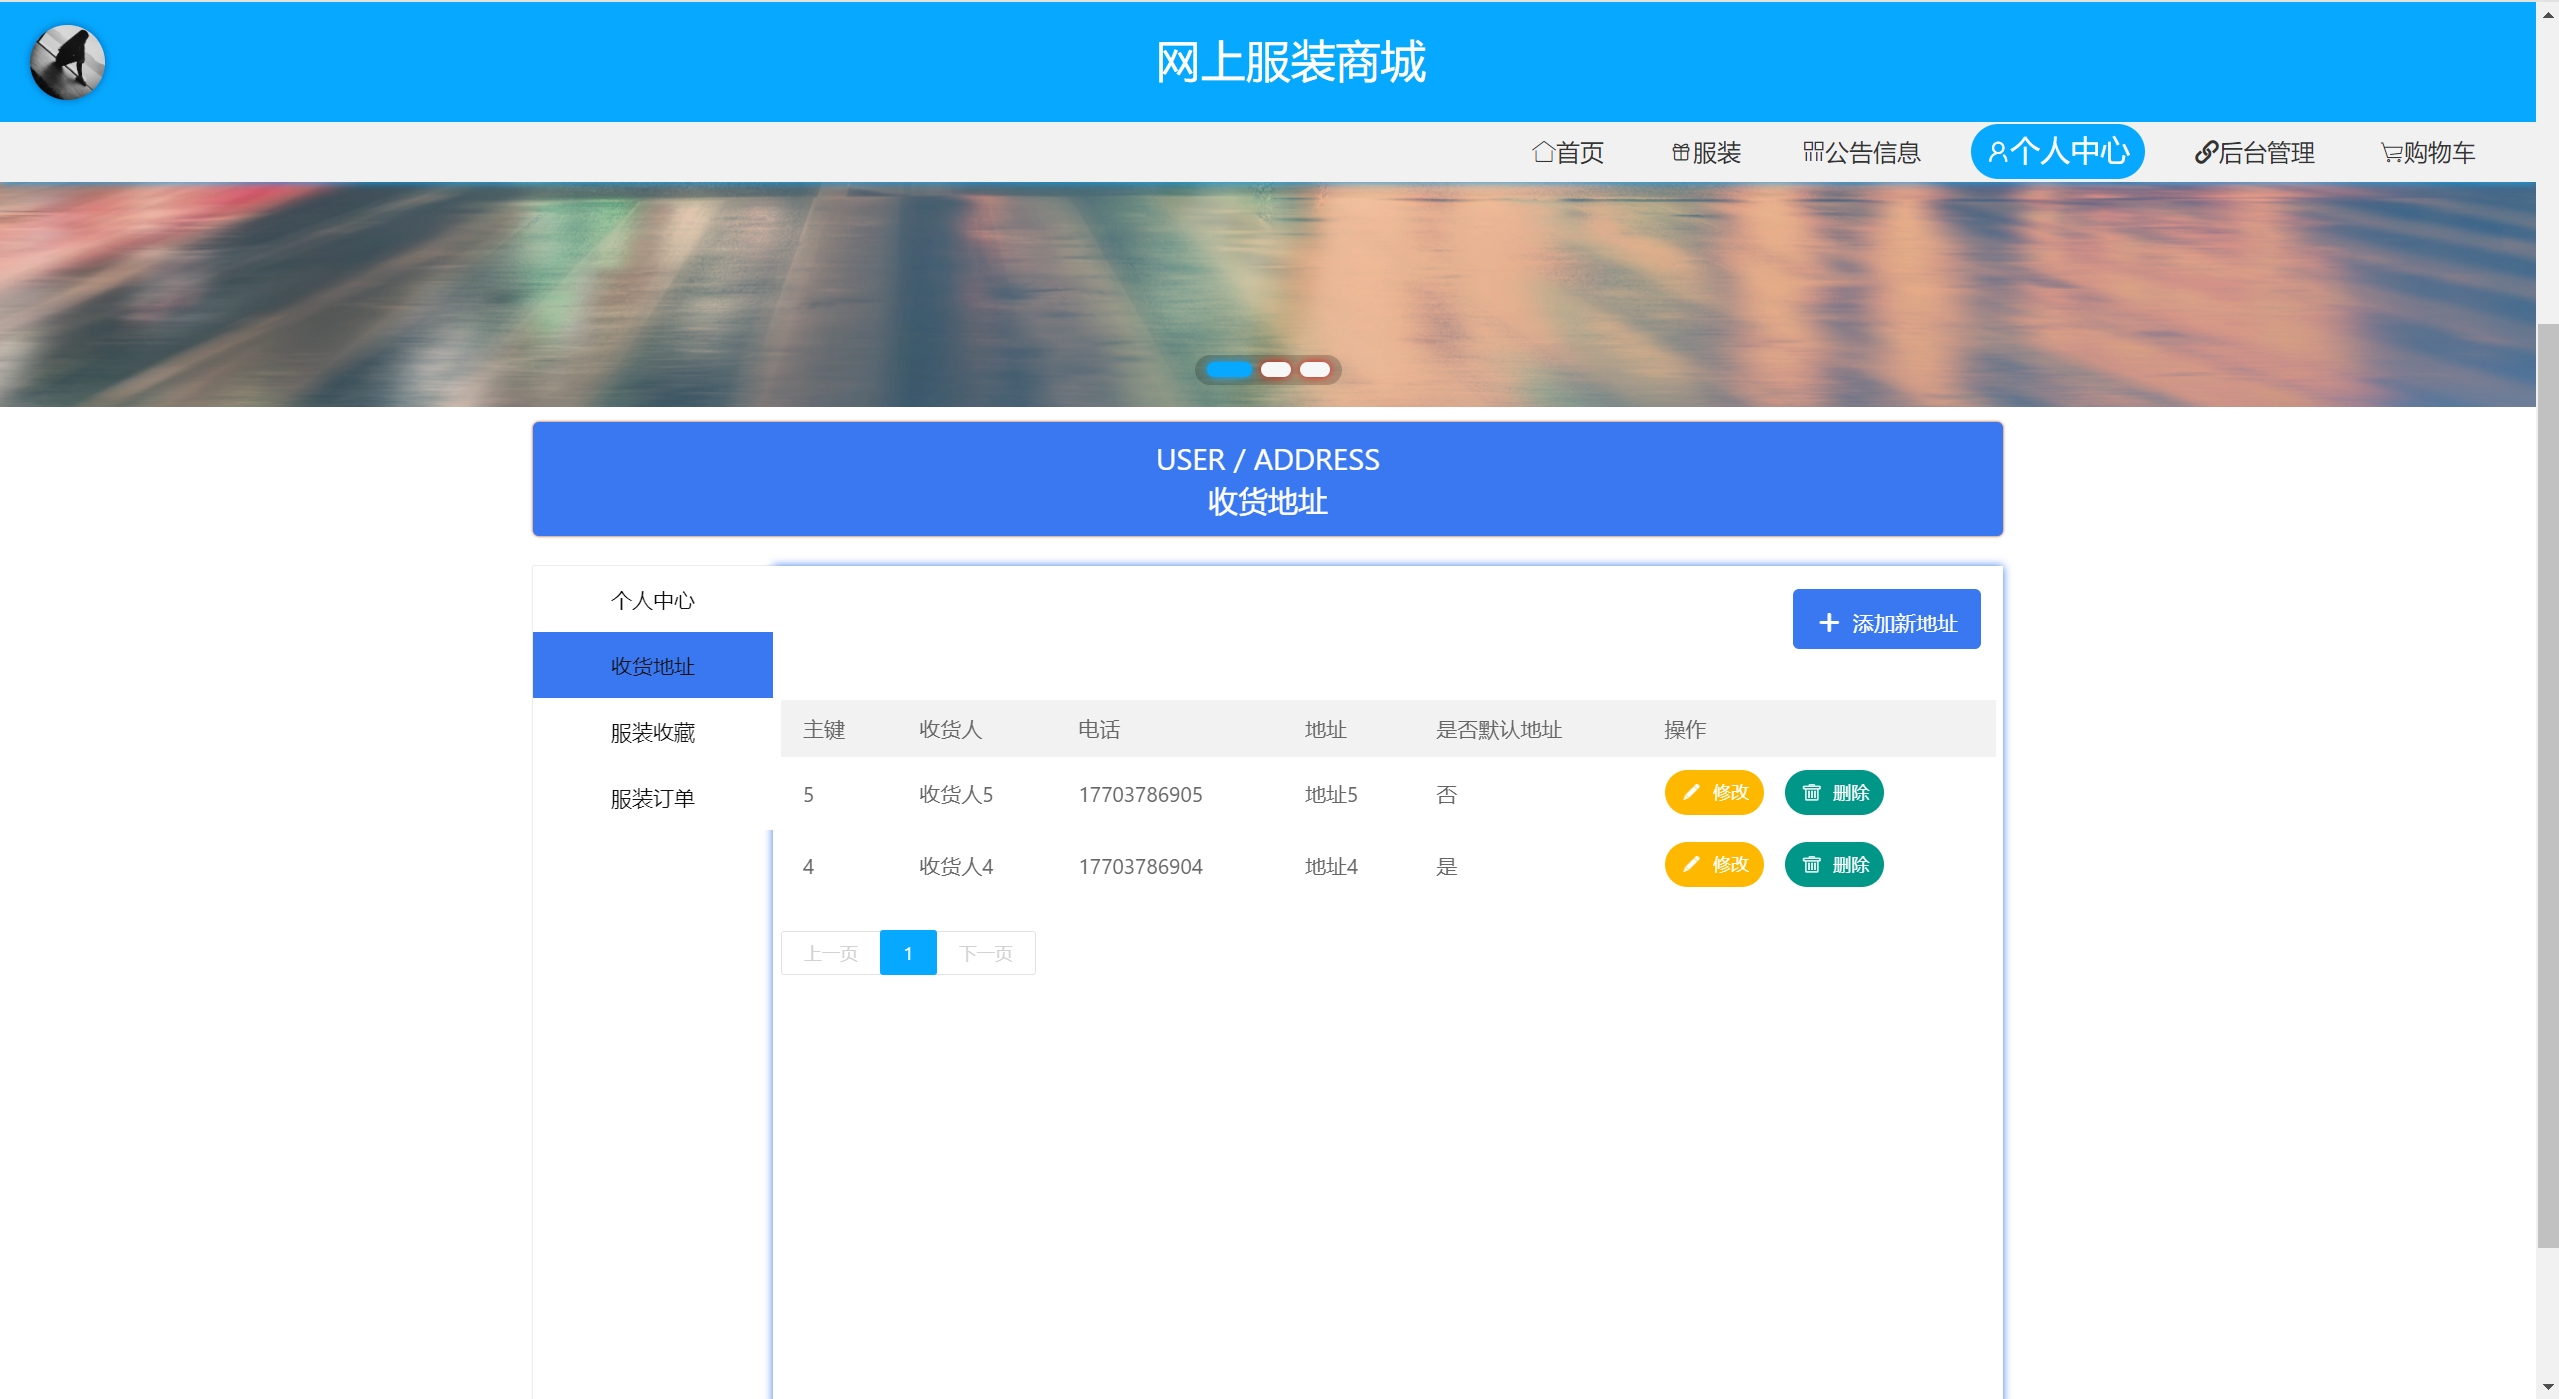 网上服装商城
首页 服装 公告信息 个人中心 后台管理 购物车
USER / ADDRESS
收货地址
个人中心
收货地址
服装收藏
服装订单
添加新地址
主键 收货人 电话 地址 是否默认地址 操作
5 收货人5 17703786905 地址5 否 修改 删除
4 收货人4 17703786904 地址4 是 修改 删除
上一页 1 下一页